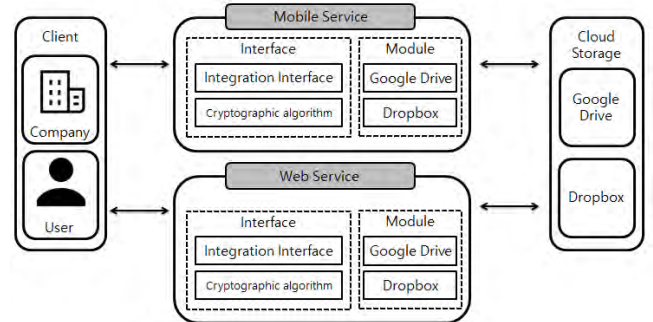 Client
Company
User
Mobile Service
Interface
Integration Interface
Cryptographic algorithm
Module
Google Drive
Dropbox
Web Service
Interface
Integration Interface
Cryptographic algorithm
Module
Google Drive
Dropbox
Cloud
Storage
Google
Drive
Dropbox